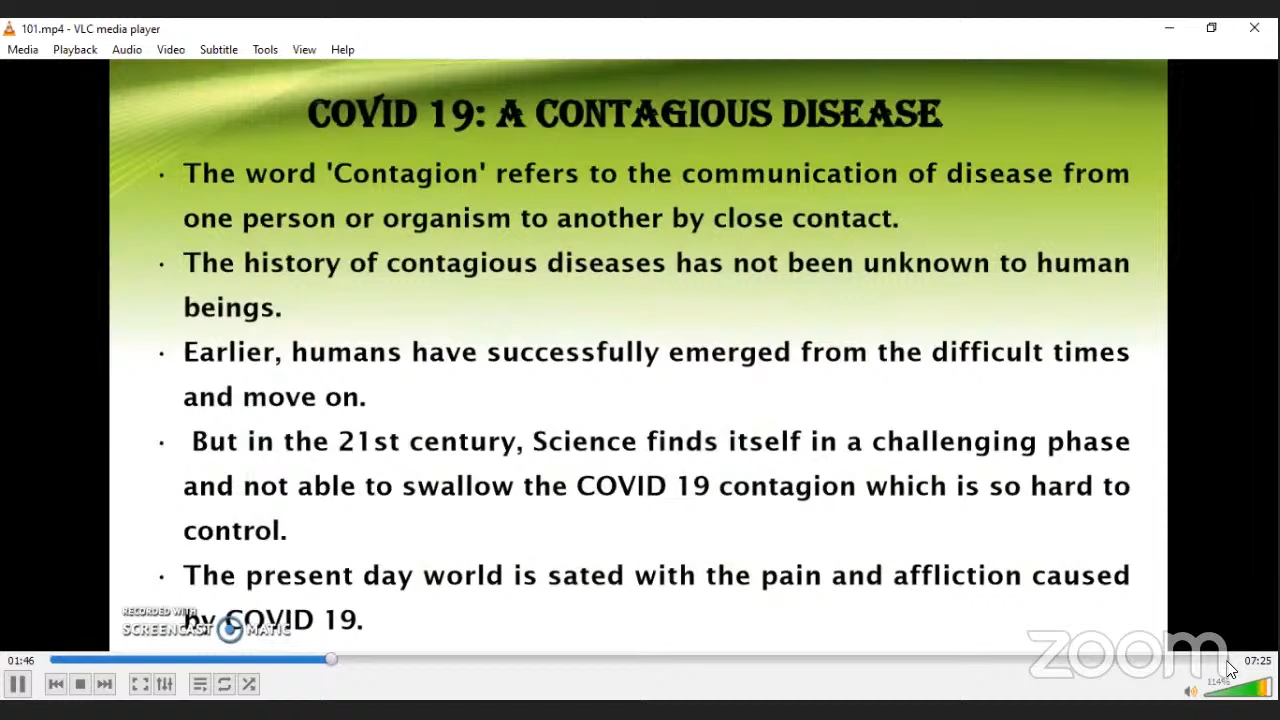 101.mp4 - VLC media player
Media Playback Audio Video Subtitle Tools View Help
COVID 19: A CONTAGIOUS DISEASE
· The word 'Contagion' refers to the communication of disease from
one person or organism to another by close contact.
· The history of contagious diseases has not been unknown to human
beings.
· Earlier, humans have successfully emerged from the difficult times
and move on.
· But in the 21st century, Science finds itself in a challenging phase
and not able to swallow the COVID 19 contagion which is so hard to
control.
· The present day world is sated with the pain and affliction caused
by COVID 19.
RECORDED WITH
SCREENCAST MATIC
zoom
01:46
07:25
114%